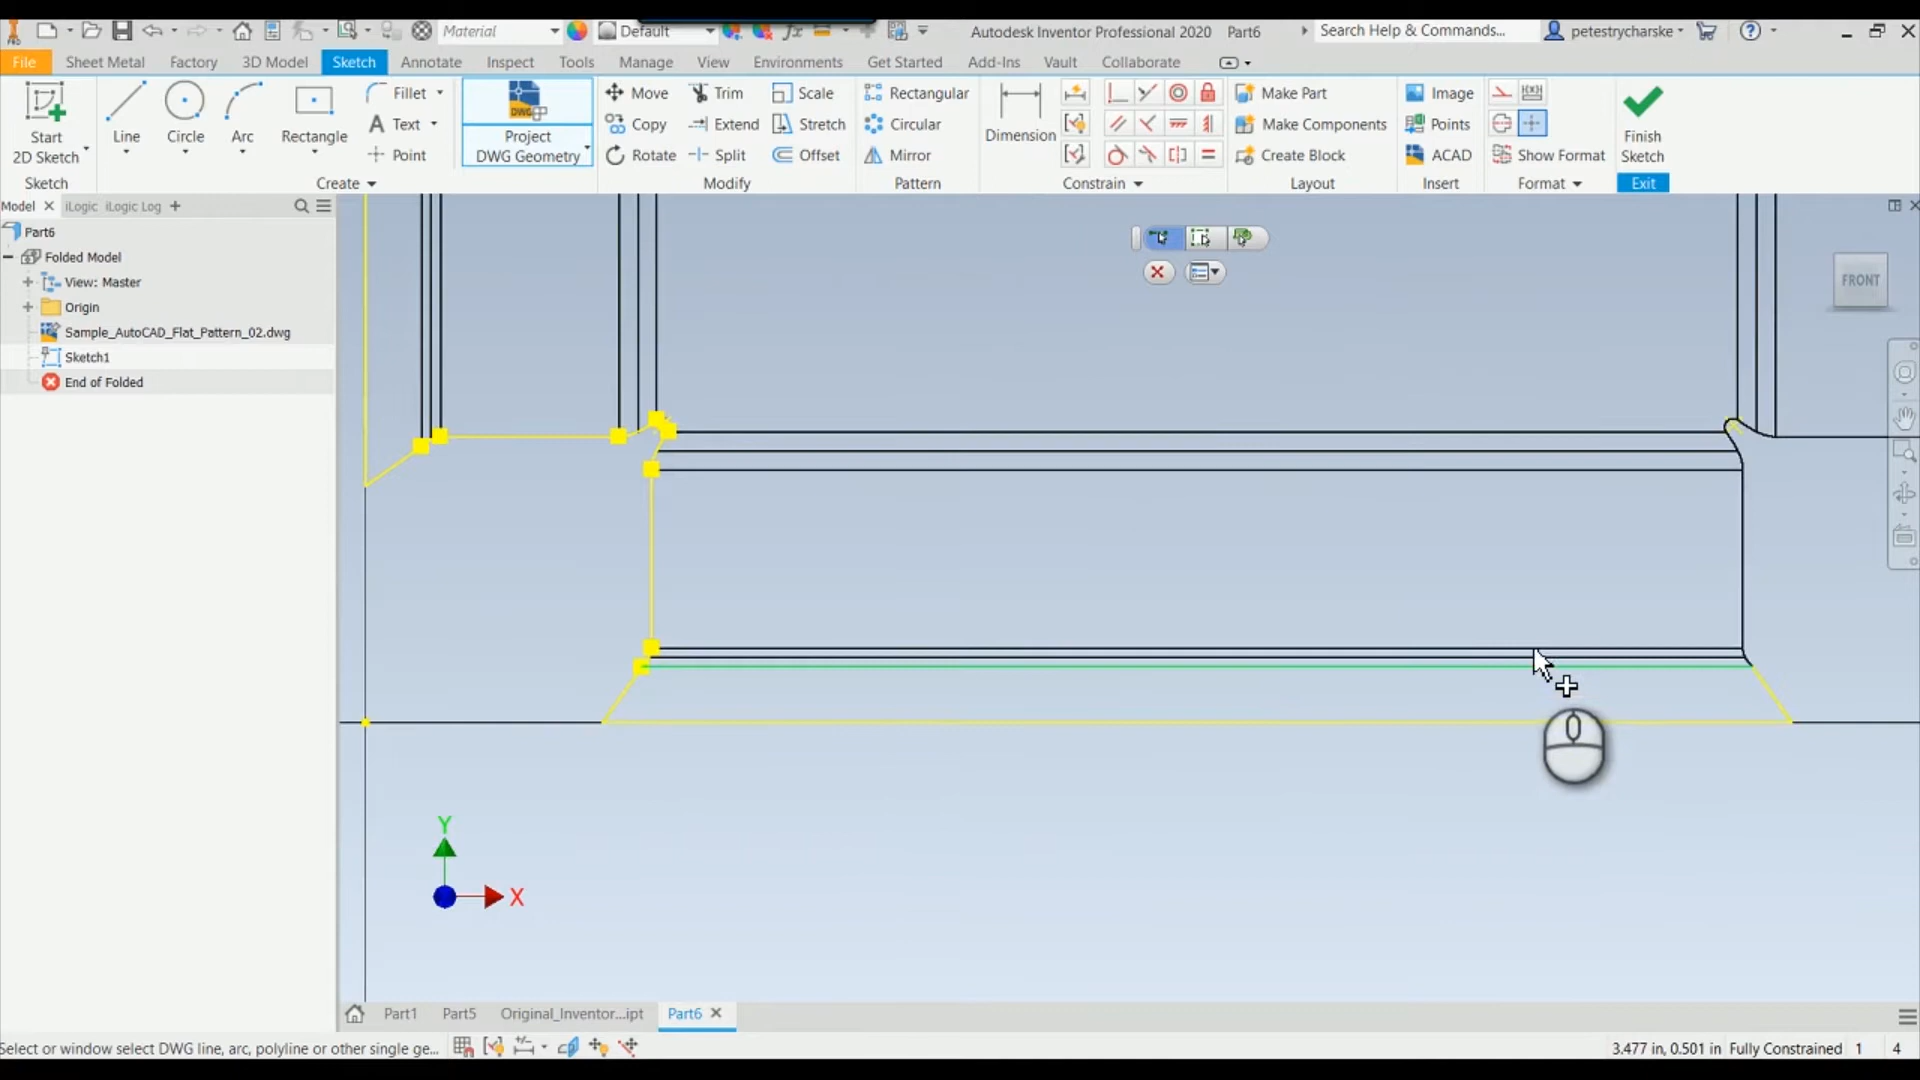 Material
Default
fx
Autodesk Inventor Professional 2020 Part6
Search Help & Commands...
petestrycharske
PRO
File Sheet Metal Factory 3D Model Sketch Annotate Inspect Tools Manage View Environments Get Started Add-Ins Vault Collaborate
Start
2D Sketch
Line
Circle
Arc
Rectangle
Fillet
Text
Point
DWG
Project
DWG Geometry
Move
Copy
Rotate
Trim
Extend
Split
Scale
Stretch
Offset
Rectangular
Circular
Mirror
Dimension
Make Part
Make Components
Create Block
Image
Points
ACAD
Show Format
Finish
Sketch
Sketch Create Modify Pattern Constrain Layout Insert Format Exit
Model iLogic iLogic Log
Part6
Folded Model
View: Master
Origin
Sample_AutoCAD_Flat_Pattern_02.dwg
Sketch1
End of Folded
FRONT
Y
X
Part1 Part5 Original_Inventor...ipt Part6
Select or window select DWG line, arc, polyline or other single ge...
3.477 in, 0.501 in Fully Constrained 1 4